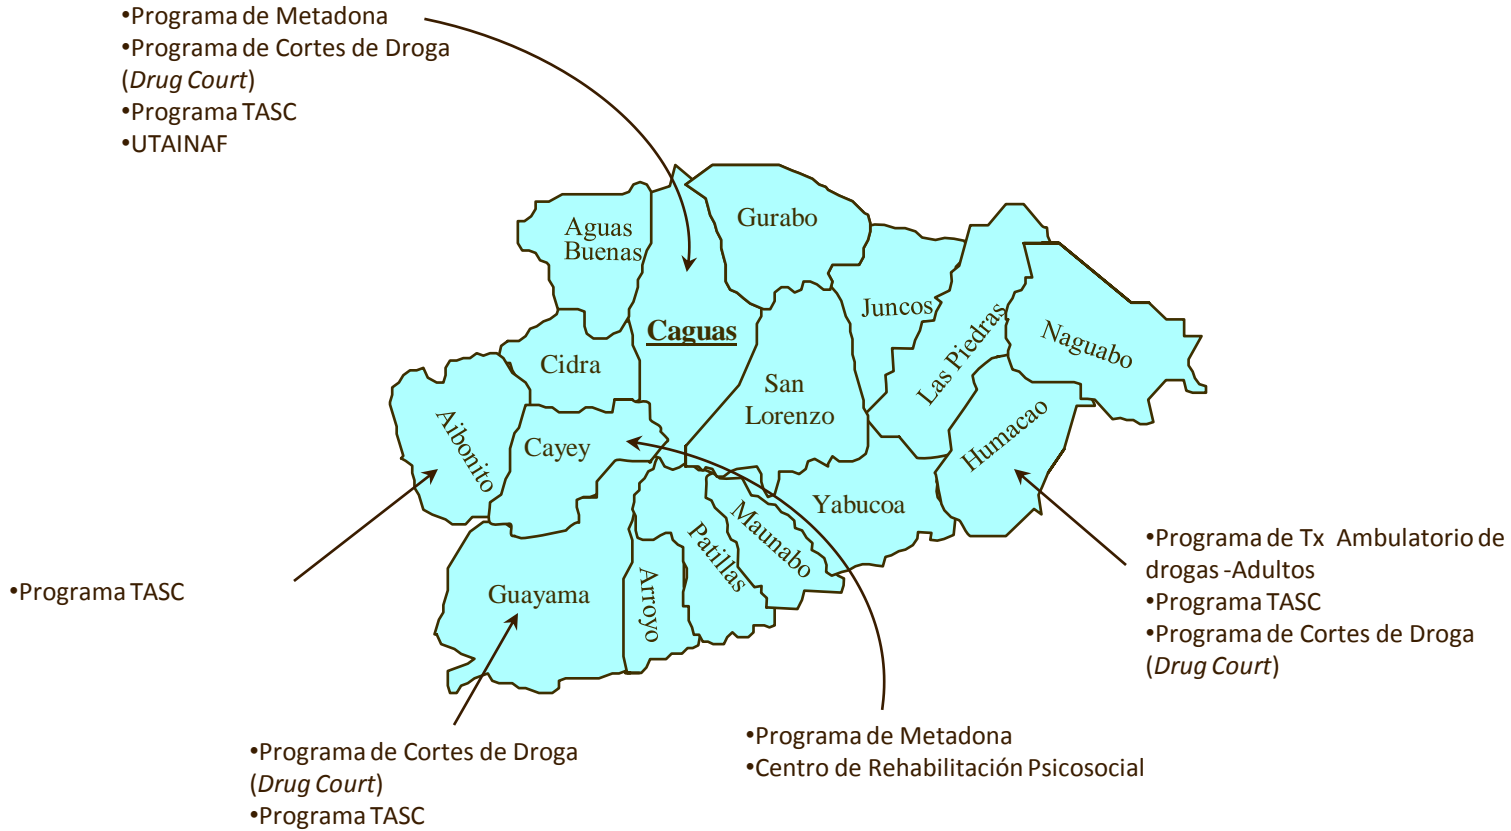 •Programa de Metadona
•Programa de Cortes de Droga
(Drug Court)
•Programa TASC
•UTAINAF
Aguas
Buenas
Gurabo
Caguas
Juncos
Las Piedras
Naguabo
Cidra
San
Lorenzo
Aibonito
Cayey
Humacao
Yabucoa
Maunabo
Patillas
Arroyo
Guayama
•Programa TASC
•Programa de Tx Ambulatorio de
drogas -Adultos
•Programa TASC
•Programa de Cortes de Droga
(Drug Court)
•Programa de Cortes de Droga
(Drug Court)
•Programa TASC
•Programa de Metadona
•Centro de Rehabilitación Psicosocial